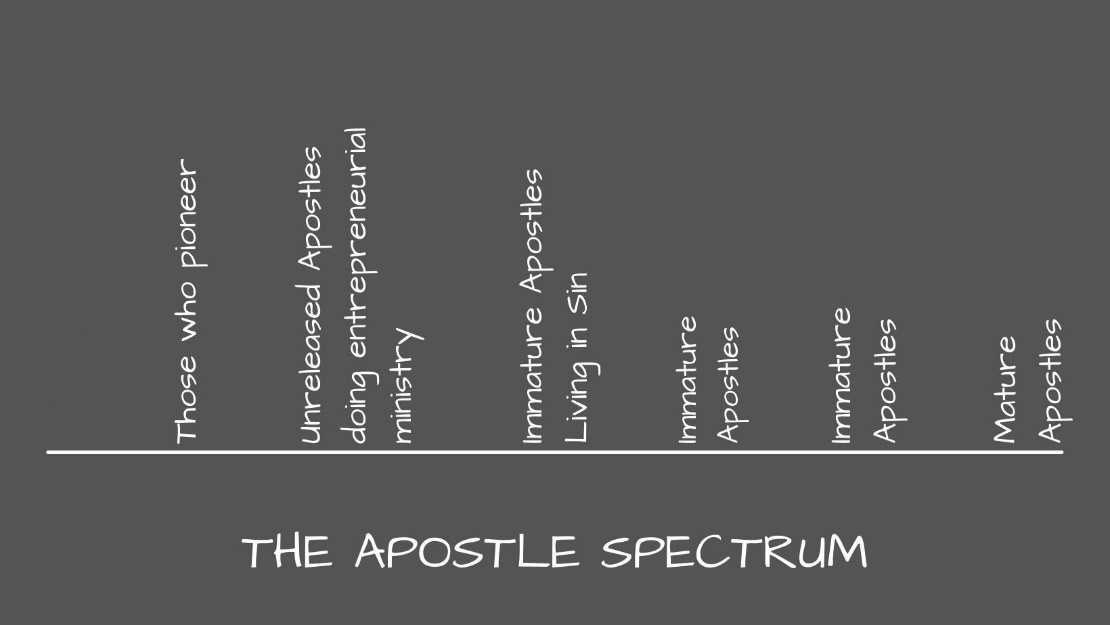 Those who pioneer
Unreleased Apostles
doing entrepreneurial
ministry
Immature Apostles
Living in Sin
Immature
Apostles
Immature
Apostles
Mature
Apostles
THE APOSTLE SPECTRUM